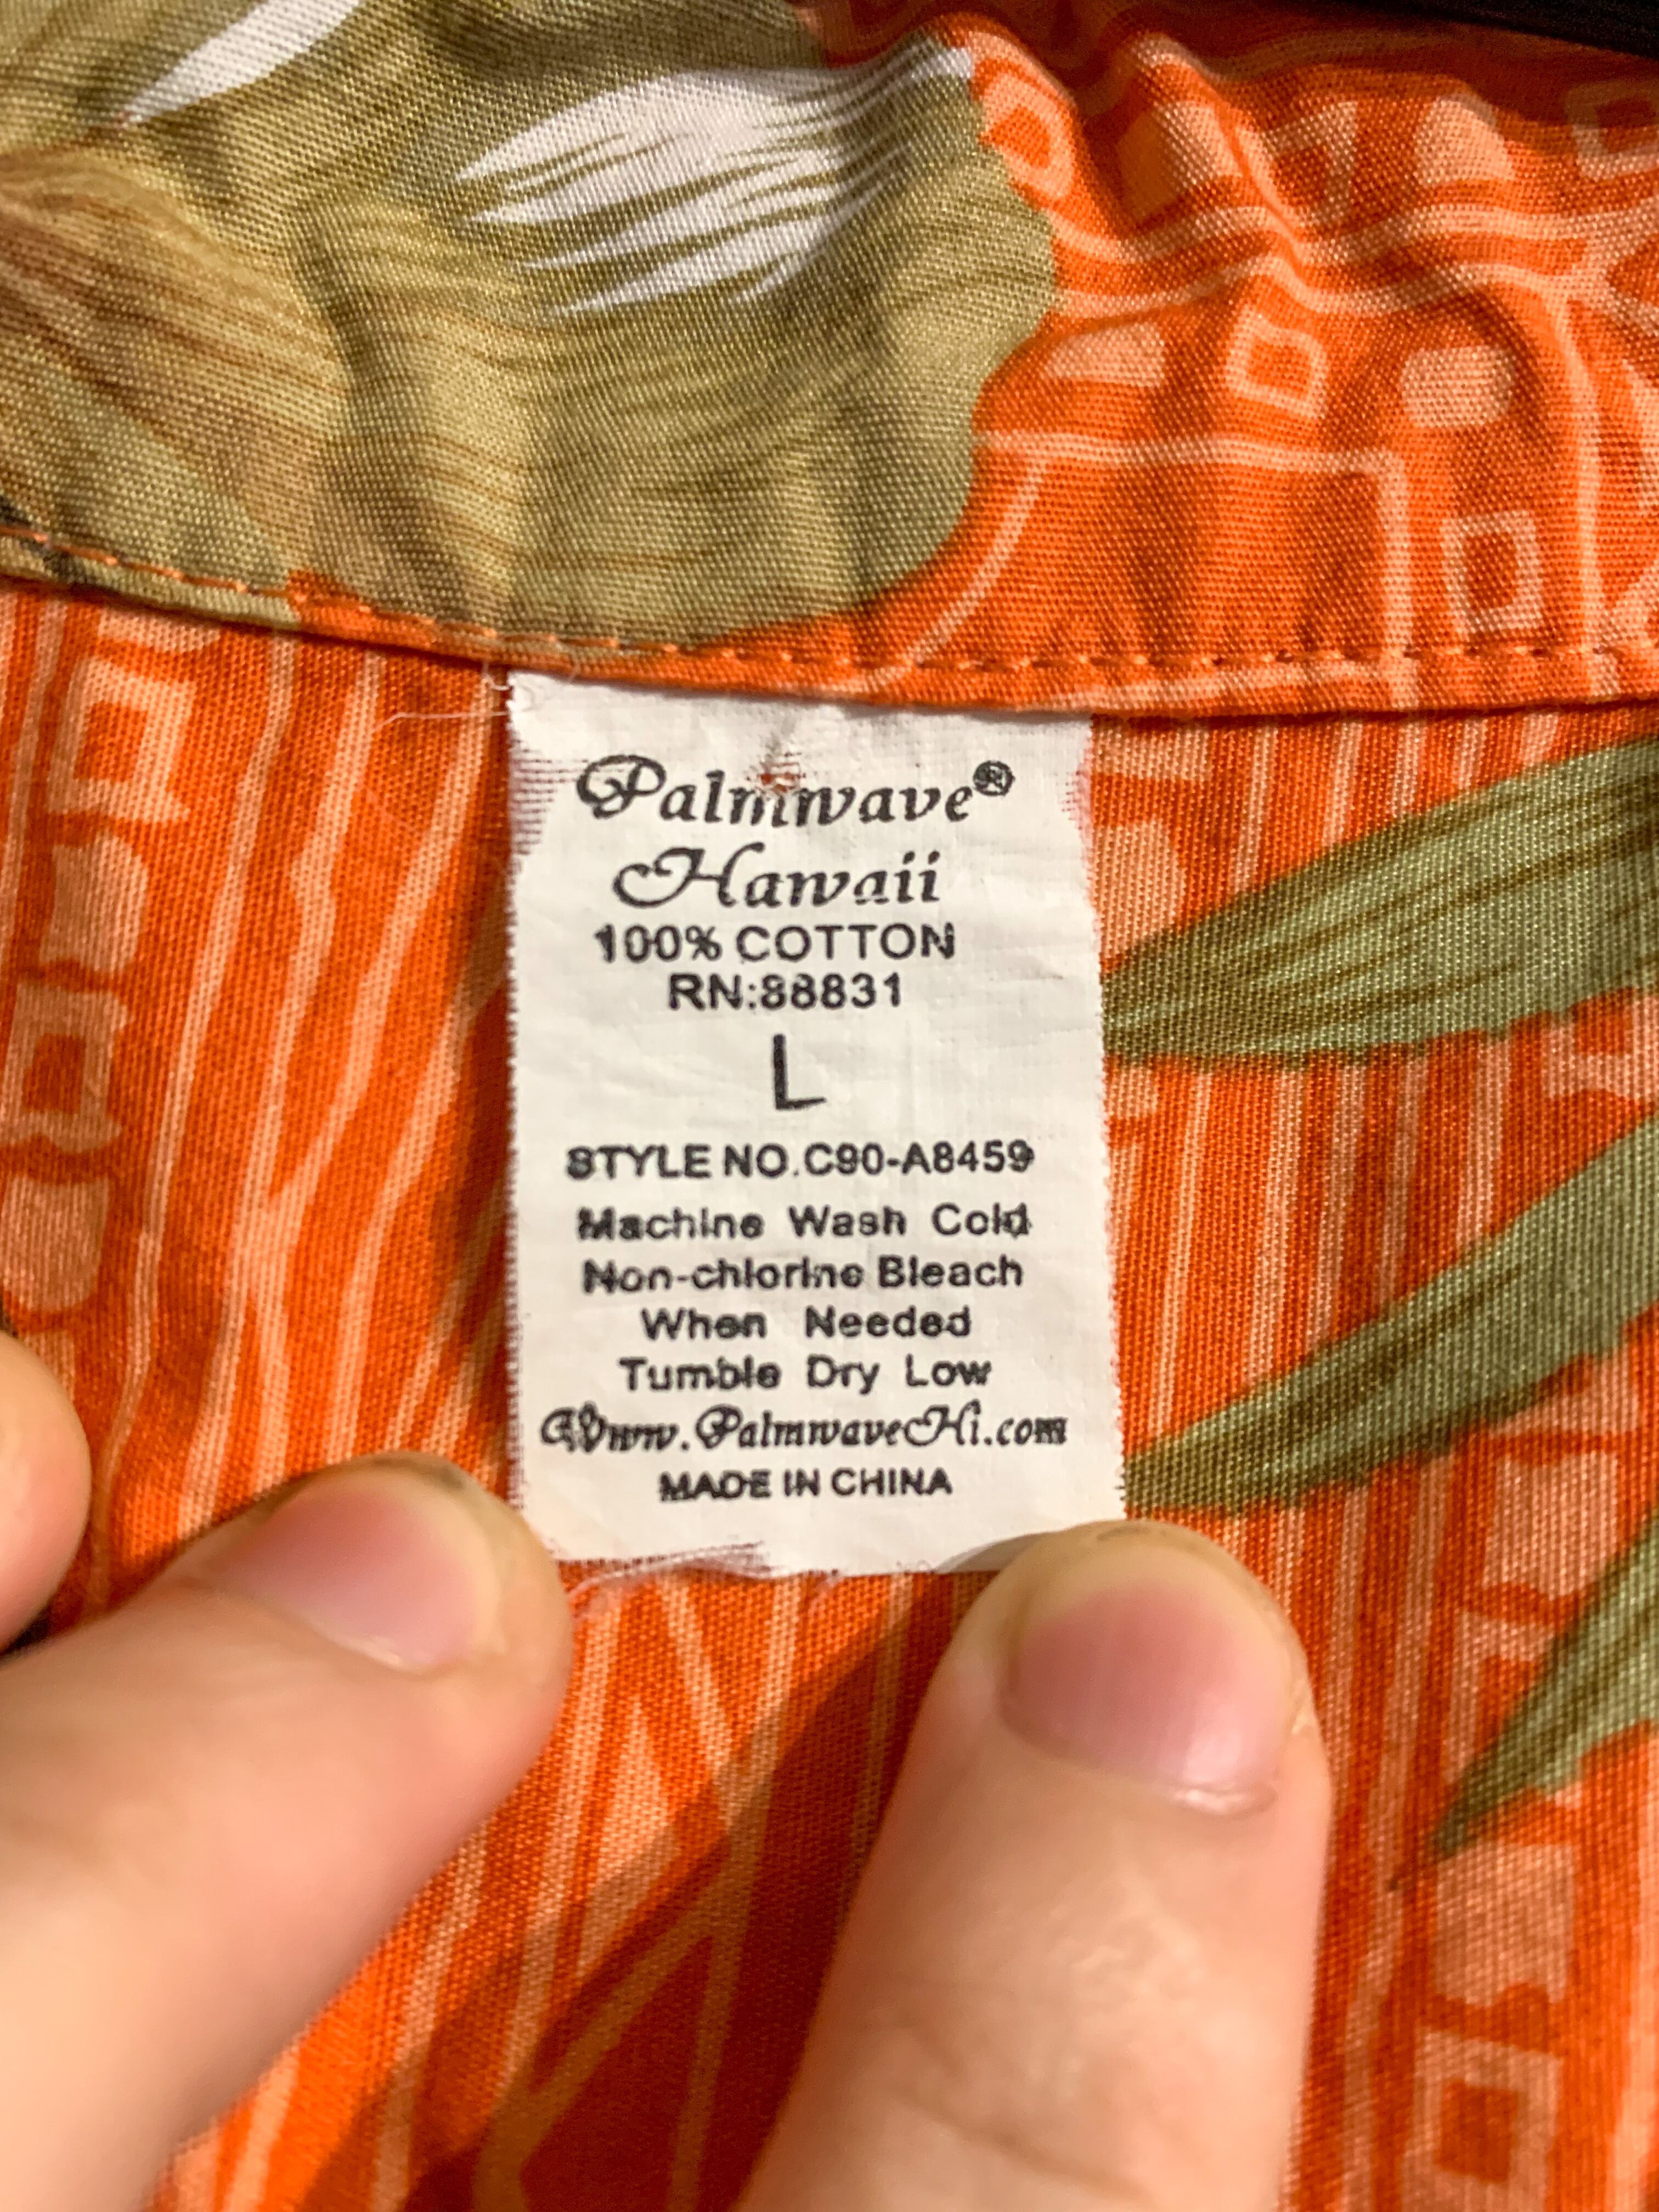 Palmwave®
Hawaii
100% COTTON
RN:88831
L
STYLE NO.C90-A8459
Machine Wash Cold
Non-chlorine Bleach
When Needed
Tumble Dry Low
www.PalmwaveHi.com
MADE IN CHINA